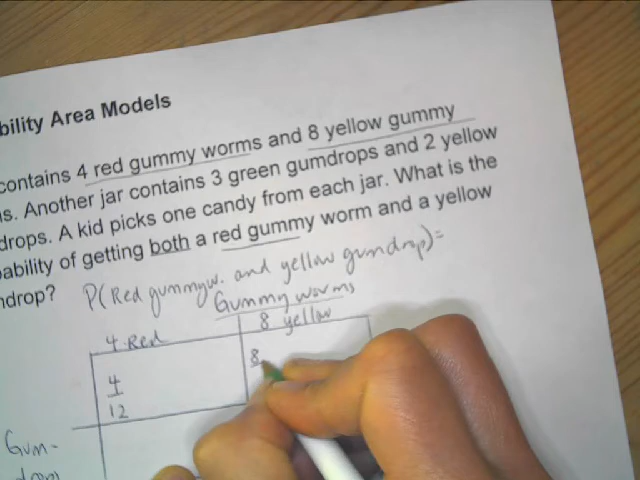 bility Area Models
contains 4 red gummy worms and 8 yellow gummy
s. Another jar contains 3 green gumdrops and 2 yellow
drops. A kid picks one candy from each jar. What is the
ability of getting both a red gummy worm and a yellow
ndrop? P(Red gummyw. and yellow gumdrop)=
Gummy worms
4 Red 8 yellow
4 8
12
Gum-
drops